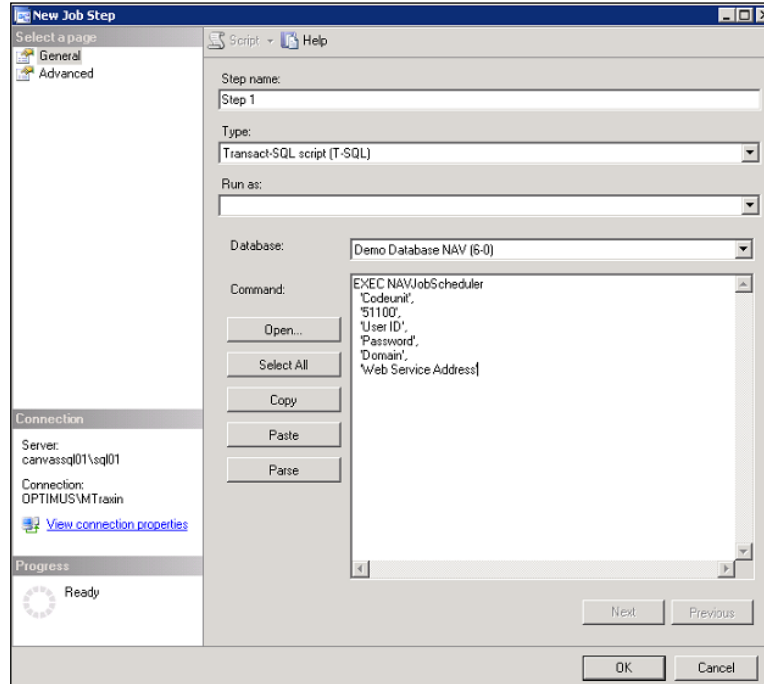 New Job Step
Select a page
General
Advanced
Script
Help
Step name:
Step 1
Type:
Transact-SQL script (T-SQL)
Run as:
Database:
Demo Database NAV (6-0)
Command:
EXEC NAVJobScheduler
'Codeunit',
'51100',
'User ID',
'Password',
'Domain',
'Web Service Address'
Open...
Select All
Copy
Paste
Parse
Connection
Server:
canvassql01\sql01
Connection:
OPTIMUS\MTraxin
View connection properties
Progress
Ready
Next
Previous
OK
Cancel